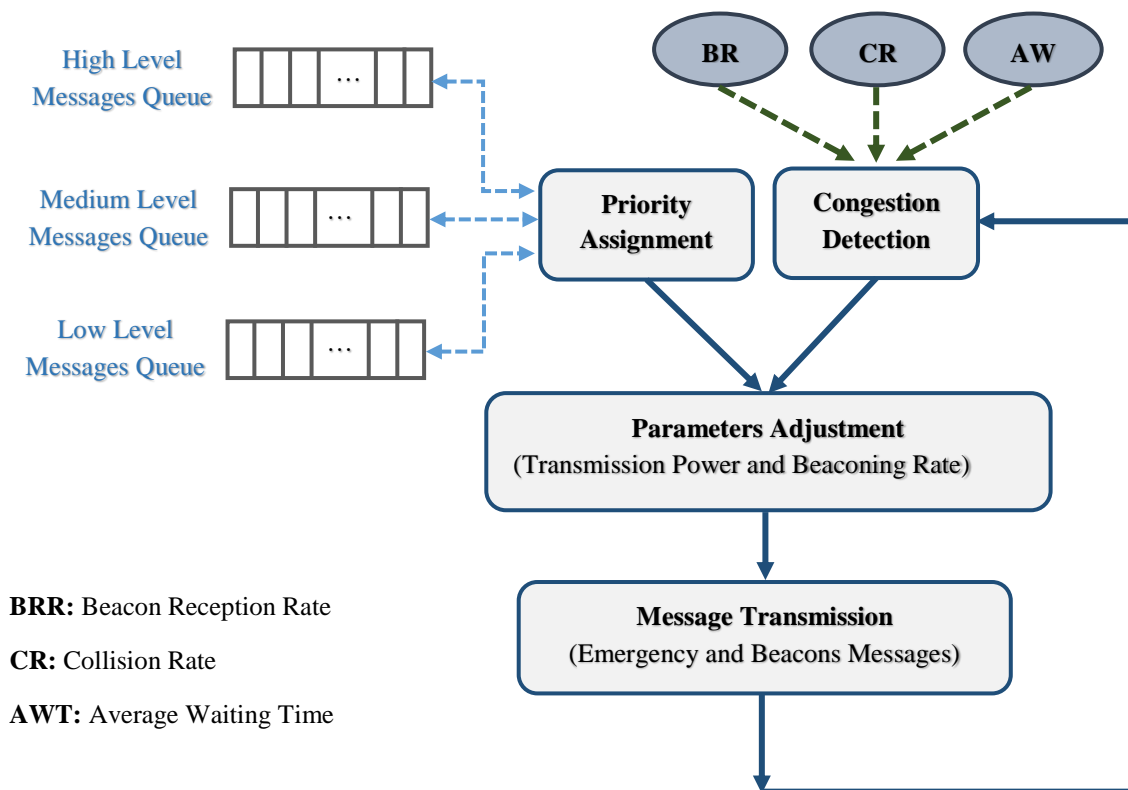 High Level
Messages Queue
...
Medium Level
Messages Queue
...
Low Level
Messages Queue
...
BR
CR
AW
Priority
Assignment
Congestion
Detection
Parameters Adjustment
(Transmission Power and Beaconing Rate)
Message Transmission
(Emergency and Beacons Messages)
BRR: Beacon Reception Rate
CR: Collision Rate
AWT: Average Waiting Time